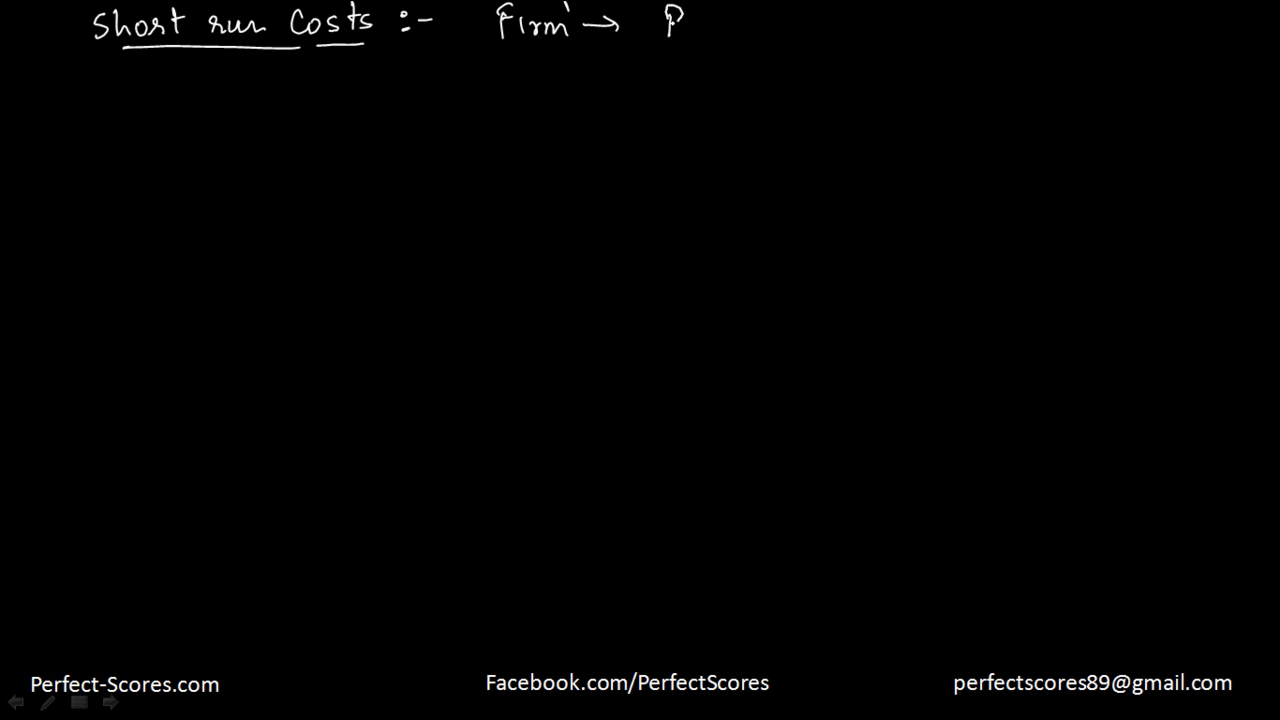 Short run Costs :- Firm → P
Perfect-Scores.com
Facebook.com/PerfectScores
perfectscores89@gmail.com